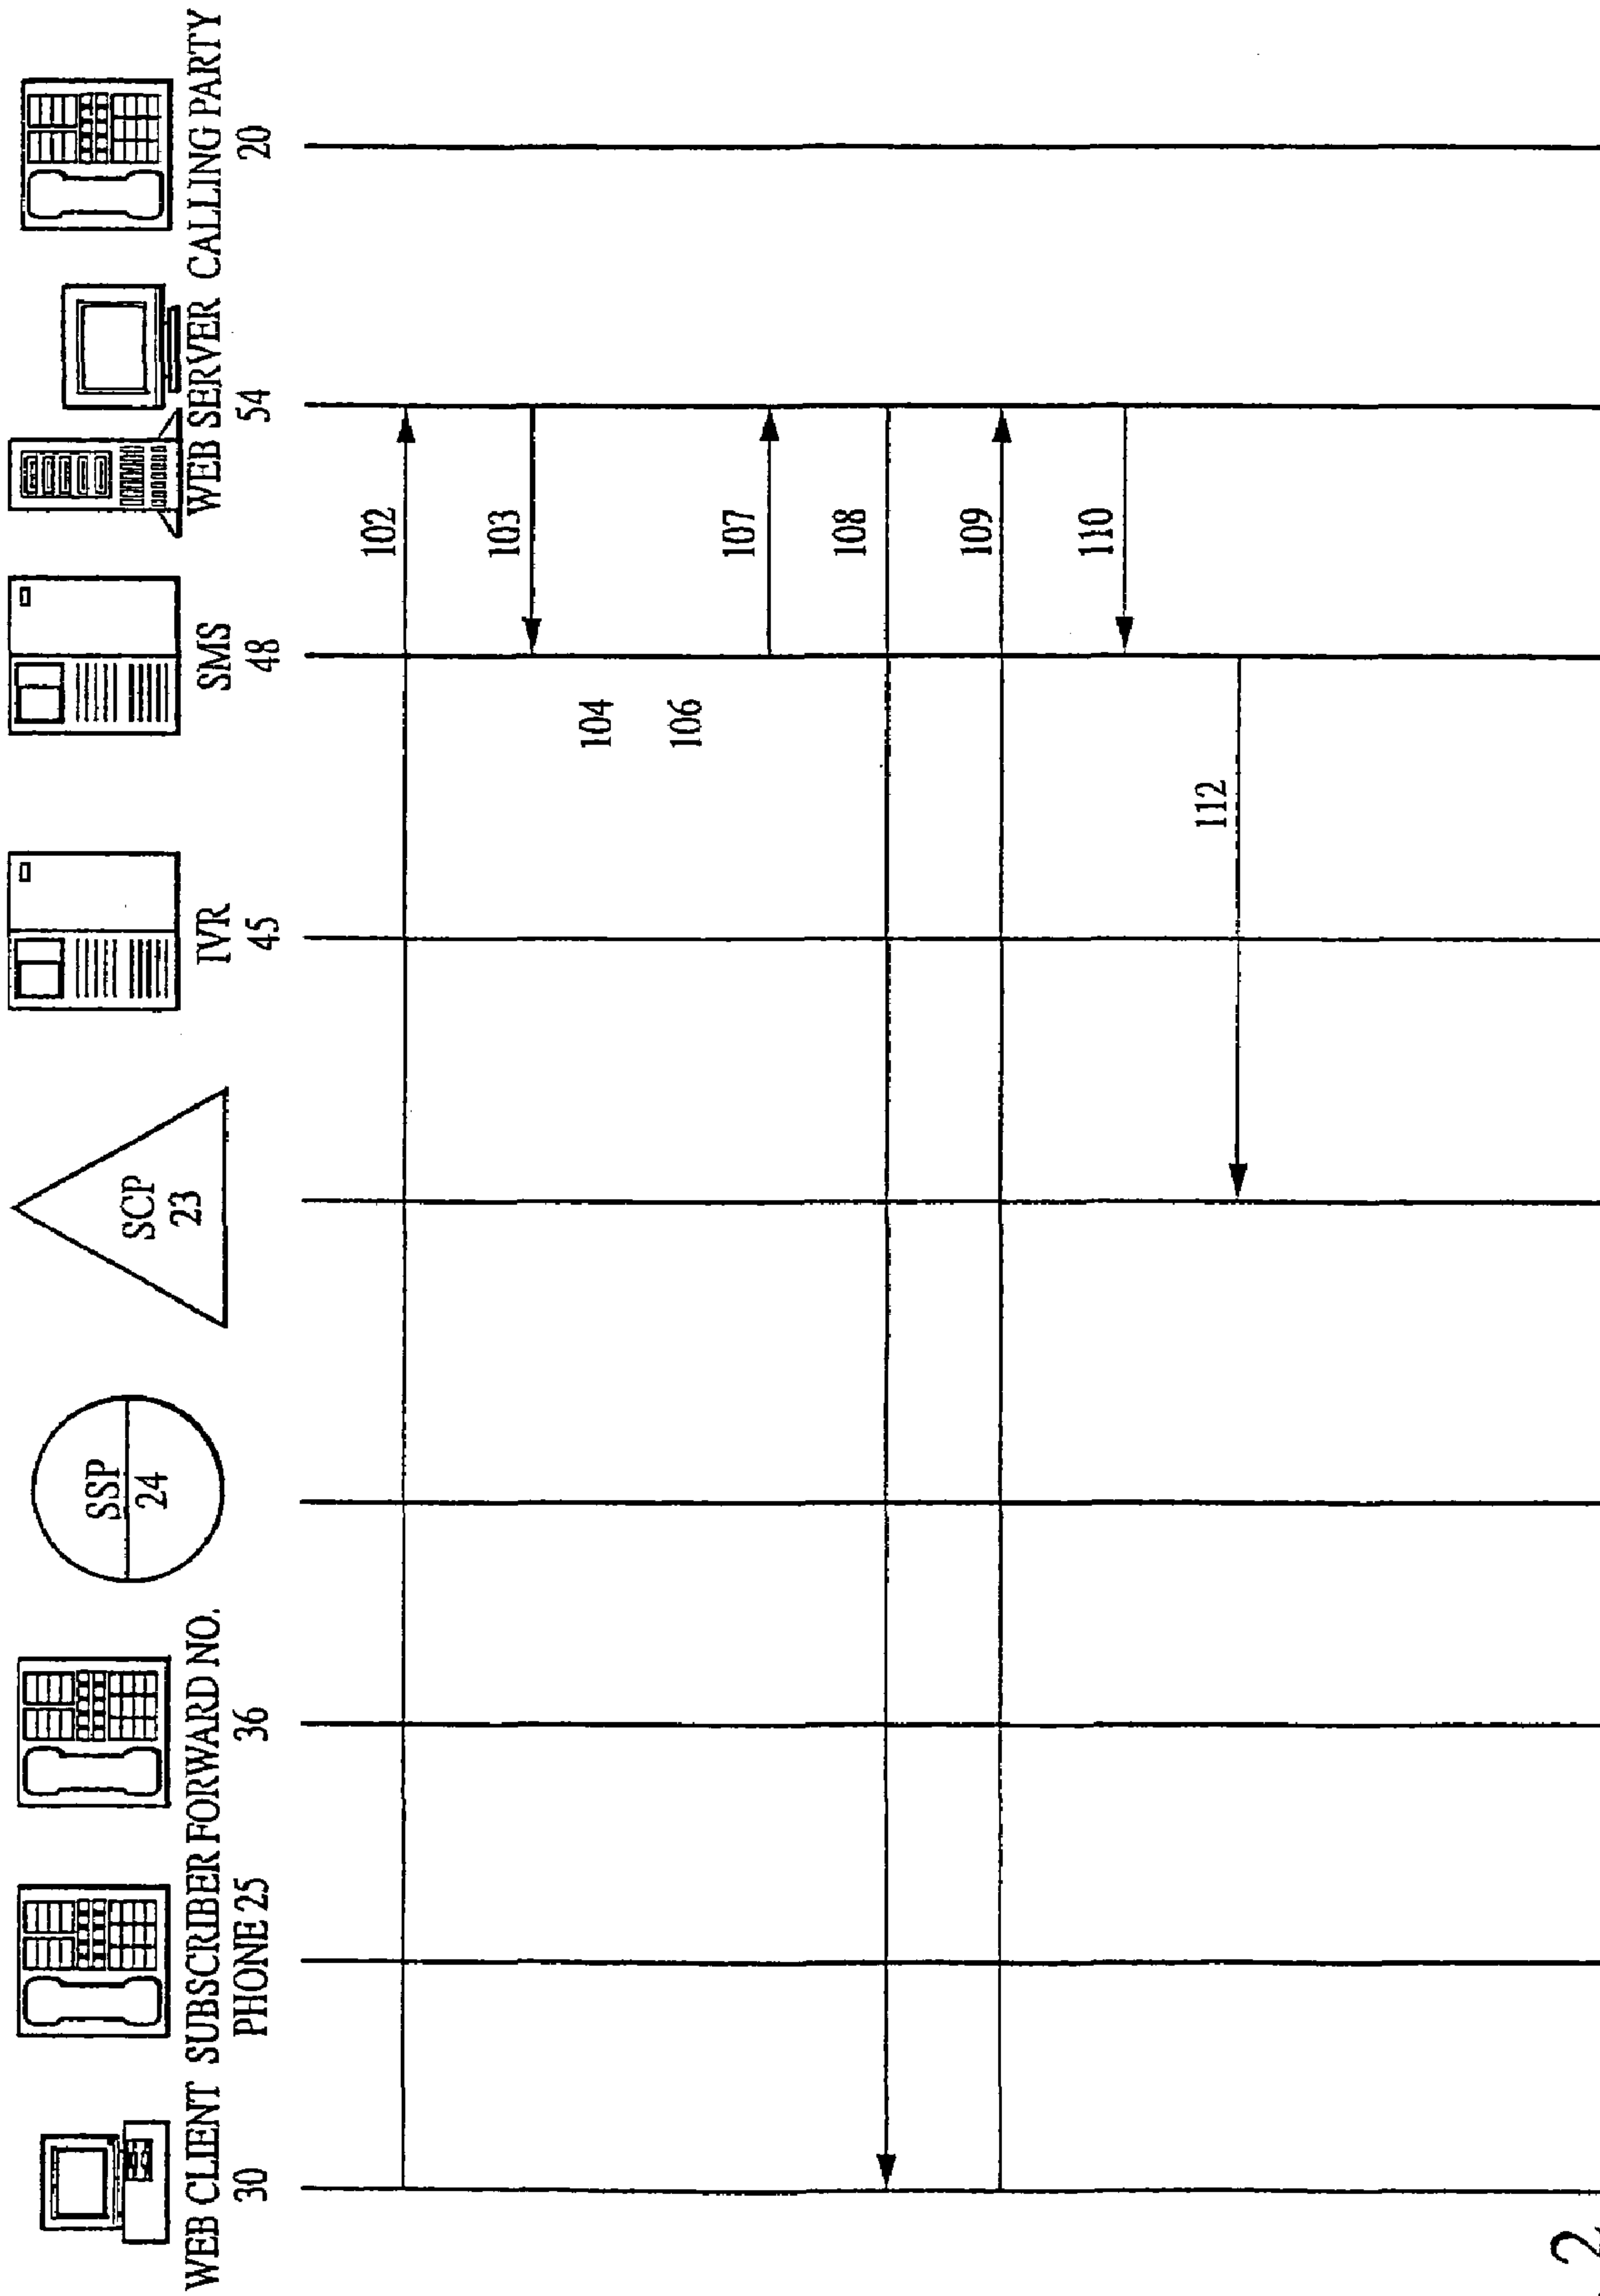 WEB CLIENT
30
SUBSCRIBER
PHONE 25
FORWARD NO.
36
SSP
24
SCP
23
IVR
45
SMS
48
WEB SERVER
54
CALLING PARTY
20
102
103
104
106
107
108
109
110
112
2